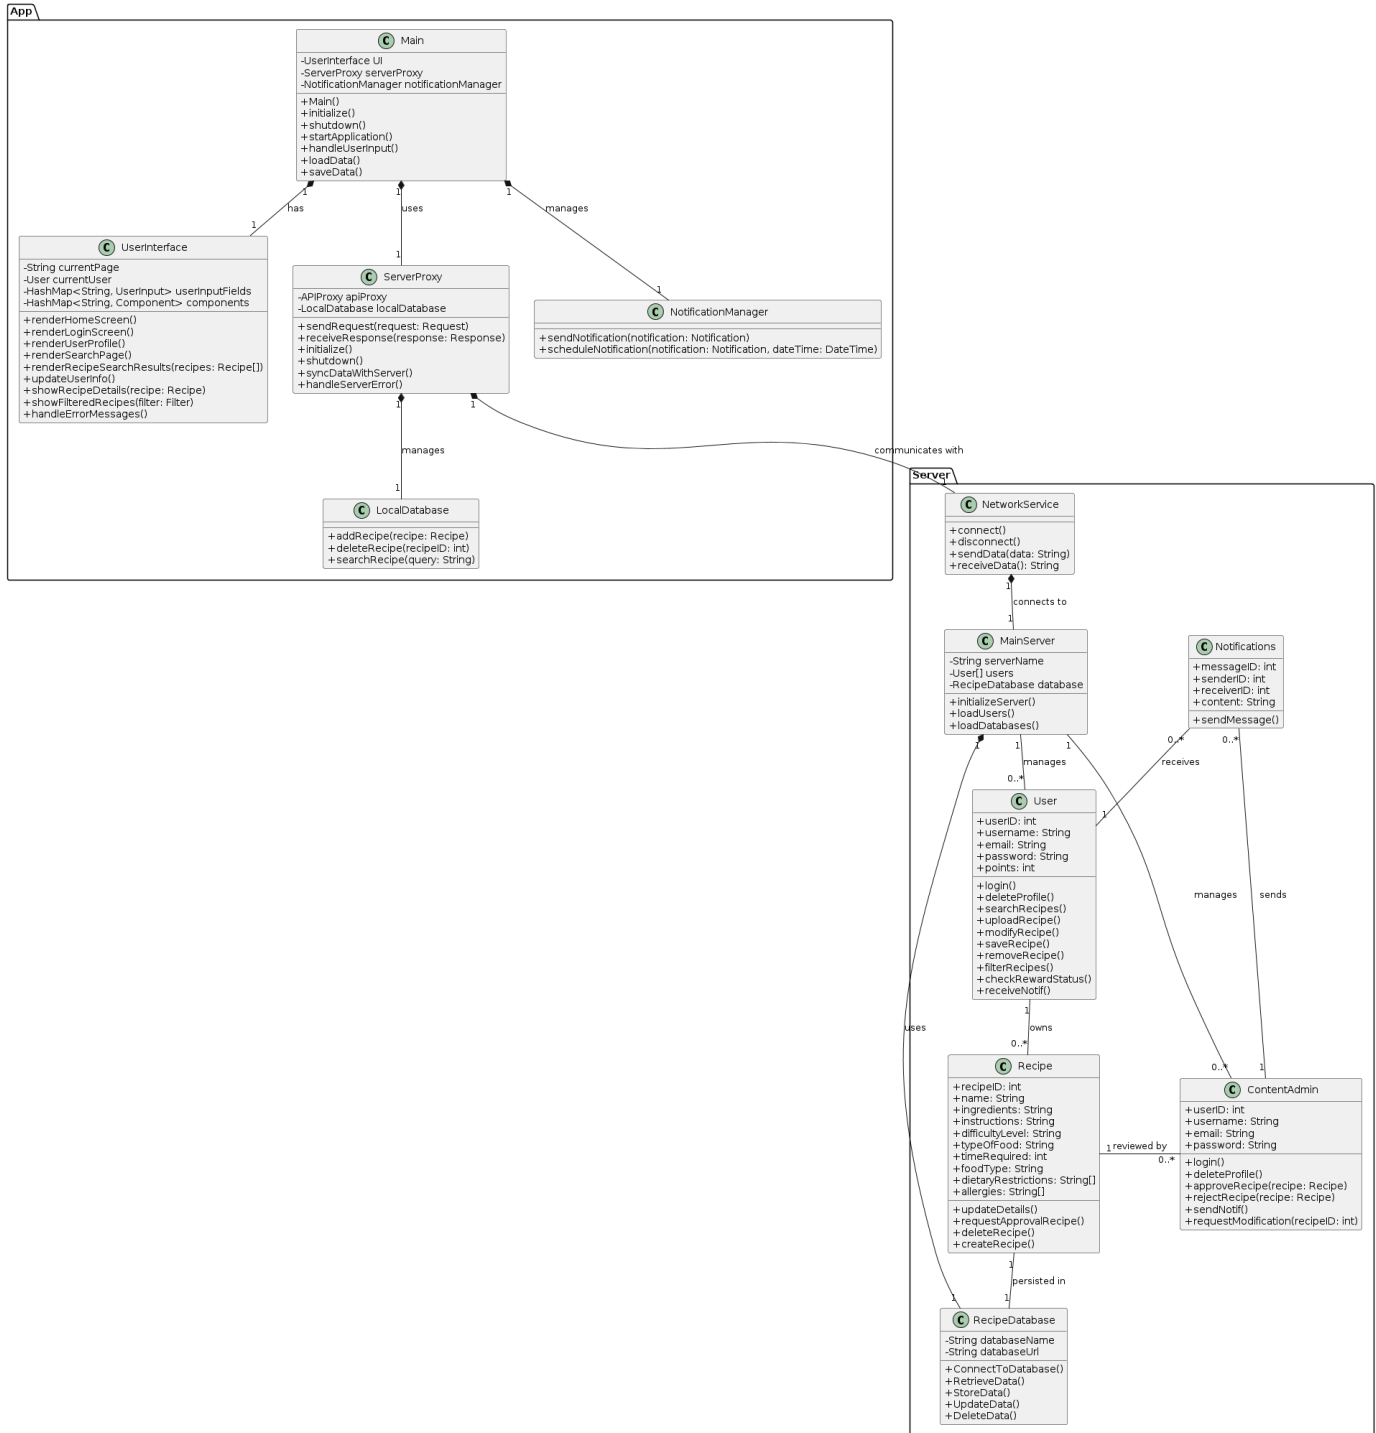 App
C Main
-UserInterface UI
-ServerProxy serverProxy
-NotificationManager notificationManager
+Main()
+initialize()
+shutdown()
+startApplication()
+handleUserInput()
+loadData()
+saveData()
1 1 1
has uses manages
1 1 1
C UserInterface
-String currentPage
-User currentUser
-HashMap<String, UserInput> userInputFields
-HashMap<String, Component> components
+renderHomeScreen()
+renderLoginScreen()
+renderUserProfile()
+renderSearchPage()
+renderRecipeSearchResults(recipes: Recipe[])
+updateUserInfo()
+showRecipeDetails(recipe: Recipe)
+showFilteredRecipes(filter: Filter)
+handleErrorMessages()
C ServerProxy
-APIProxy apiProxy
-LocalDatabase localDatabase
+sendRequest(request: Request)
+receiveResponse(response: Response)
+initialize()
+shutdown()
+syncDataWithServer()
+handleServerError()
C NotificationManager
+sendNotification(notification: Notification)
+scheduleNotification(notification: Notification, dateTime: DateTime)
1 1
manages communicates with
1 1
C LocalDatabase
+addRecipe(recipe: Recipe)
+deleteRecipe(recipeID: int)
+searchRecipe(query: String)
Server
C NetworkService
+connect()
+disconnect()
+sendData(data: String)
+receiveData(): String
1
connects to
1
C MainServer
-String serverName
-User[] users
-RecipeDatabase database
+initializeServer()
+loadUsers()
+loadDatabases()
C Notifications
+messageID: int
+senderID: int
+receiverID: int
+content: String
+sendMessage()
1 1 1 0..* 0..*
manages receives
0..* 1
C User
+userID: int
+username: String
+email: String
+password: String
+points: int
+login()
+deleteProfile()
+searchRecipes()
+uploadRecipe()
+modifyRecipe()
+saveRecipe()
+removeRecipe()
+filterRecipes()
+checkRewardStatus()
+receiveNotif()
manages sends
1
uses owns
0..* 0..* 1
C Recipe
+recipeID: int
+name: String
+ingredients: String
+instructions: String
+difficultyLevel: String
+typeOfFood: String
+timeRequired: int
+foodType: String
+dietaryRestrictions: String[]
+allergies: String[]
+updateDetails()
+requestApprovalRecipe()
+deleteRecipe()
+createRecipe()
1 reviewed by 0..*
C ContentAdmin
+userID: int
+username: String
+email: String
+password: String
+login()
+deleteProfile()
+approveRecipe(recipe: Recipe)
+rejectRecipe(recipe: Recipe)
+sendNotif()
+requestModification(recipeID: int)
1
persisted in
1 1
C RecipeDatabase
-String databaseName
-String databaseUrl
+ConnectToDatabase()
+RetrieveData()
+StoreData()
+UpdateData()
+DeleteData()